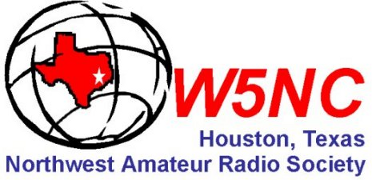 W5NC
Houston, Texas
Northwest Amateur Radio Society